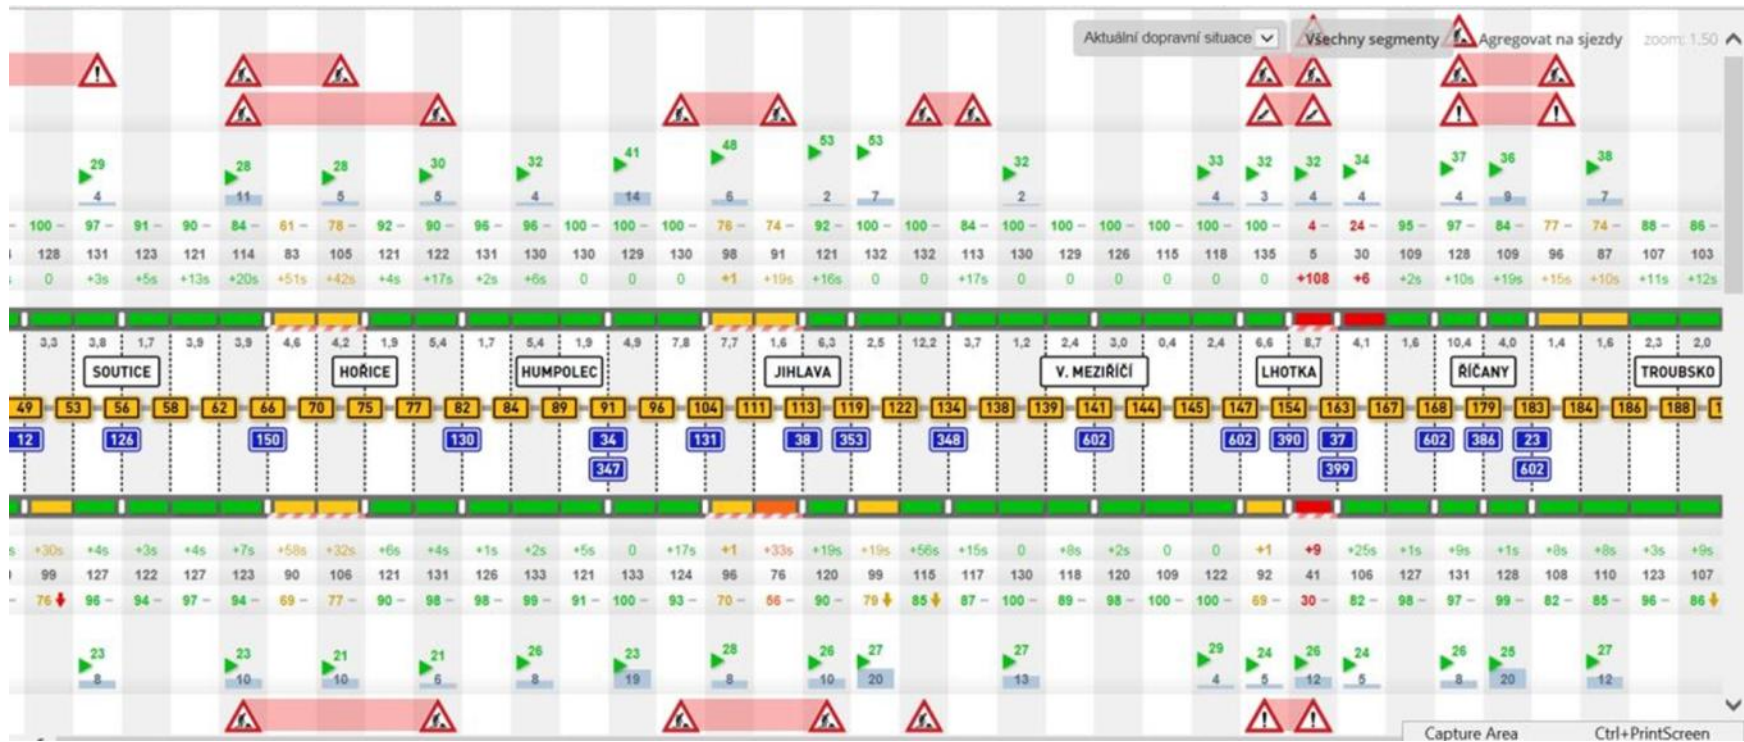 Aktuální dopravní situace Všechny segmenty Agregovat na sjezdy zoom: 1.50
29 28 28 30 32 41 48 53 53 32 33 32 32 34 37 36 38
4 11 5 5 4 14 6 2 7 2 4 3 4 4 4 9 7
100 – 97 – 91 – 90 – 84 – 61 – 78 – 92 – 90 – 96 – 96 – 100 – 100 – 100 – 76 – 74 – 92 – 100 – 100 – 84 – 100 – 100 – 100 – 100 – 100 – 100 – 4 – 24 – 95 – 97 – 84 – 77 – 74 – 88 – 86 –
128 131 123 121 114 83 105 121 122 131 130 130 129 130 98 91 121 132 132 113 130 129 126 115 118 135 5 30 109 128 109 96 87 107 103
0 +3s +5s +13s +20s +51s +42s +4s +17s +2s +6s 0 0 0 +1 +19s +16s 0 0 +17s 0 0 0 0 0 0 +108 +6 +2s +10s +19s +15s +10s +11s +12s
3,3 3,8 1,7 3,9 3,9 4,6 4,2 1,9 5,4 1,7 5,4 1,9 4,9 7,8 7,7 1,6 6,3 2,5 12,2 3,7 1,2 2,4 3,0 0,4 2,4 6,6 8,7 4,1 1,6 10,4 4,0 1,4 1,6 2,3 2,0
SOUTICE HOŘICE HUMPOLEC JIHLAVA V. MEZIŘÍČÍ LHOTKA ŘÍČANY TROUBSKO
49 53 56 58 62 66 70 75 77 82 84 89 91 96 104 111 113 119 122 134 138 139 141 144 145 147 154 163 167 168 179 183 184 186 188
12 126 150 130 34 131 38 353 348 602 602 390 37 602 386 23
347 399 602
+30s +4s +3s +4s +7s +58s +32s +6s +4s +1s +2s +5s 0 +17s +1 +33s +19s +19s +56s +15s 0 +8s +2s 0 0 +1 +9 +25s +1s +9s +1s +8s +8s +3s +9s
99 127 122 127 123 90 106 121 131 126 133 121 133 124 96 76 120 99 115 117 130 118 120 109 122 92 41 106 127 131 128 108 110 123 107
76 96 – 94 – 97 – 94 – 69 – 77 – 90 – 98 – 98 – 99 – 91 – 100 – 93 – 70 – 56 – 90 – 79 85 87 – 100 – 89 – 98 – 100 – 100 – 69 – 30 – 82 – 98 – 97 – 99 – 82 – 85 – 96 – 86
23 23 21 21 26 23 28 26 27 27 29 24 26 24 26 25 27
8 10 10 6 8 19 8 10 20 13 4 5 12 5 8 20 12
Capture Area Ctrl+PrintScreen